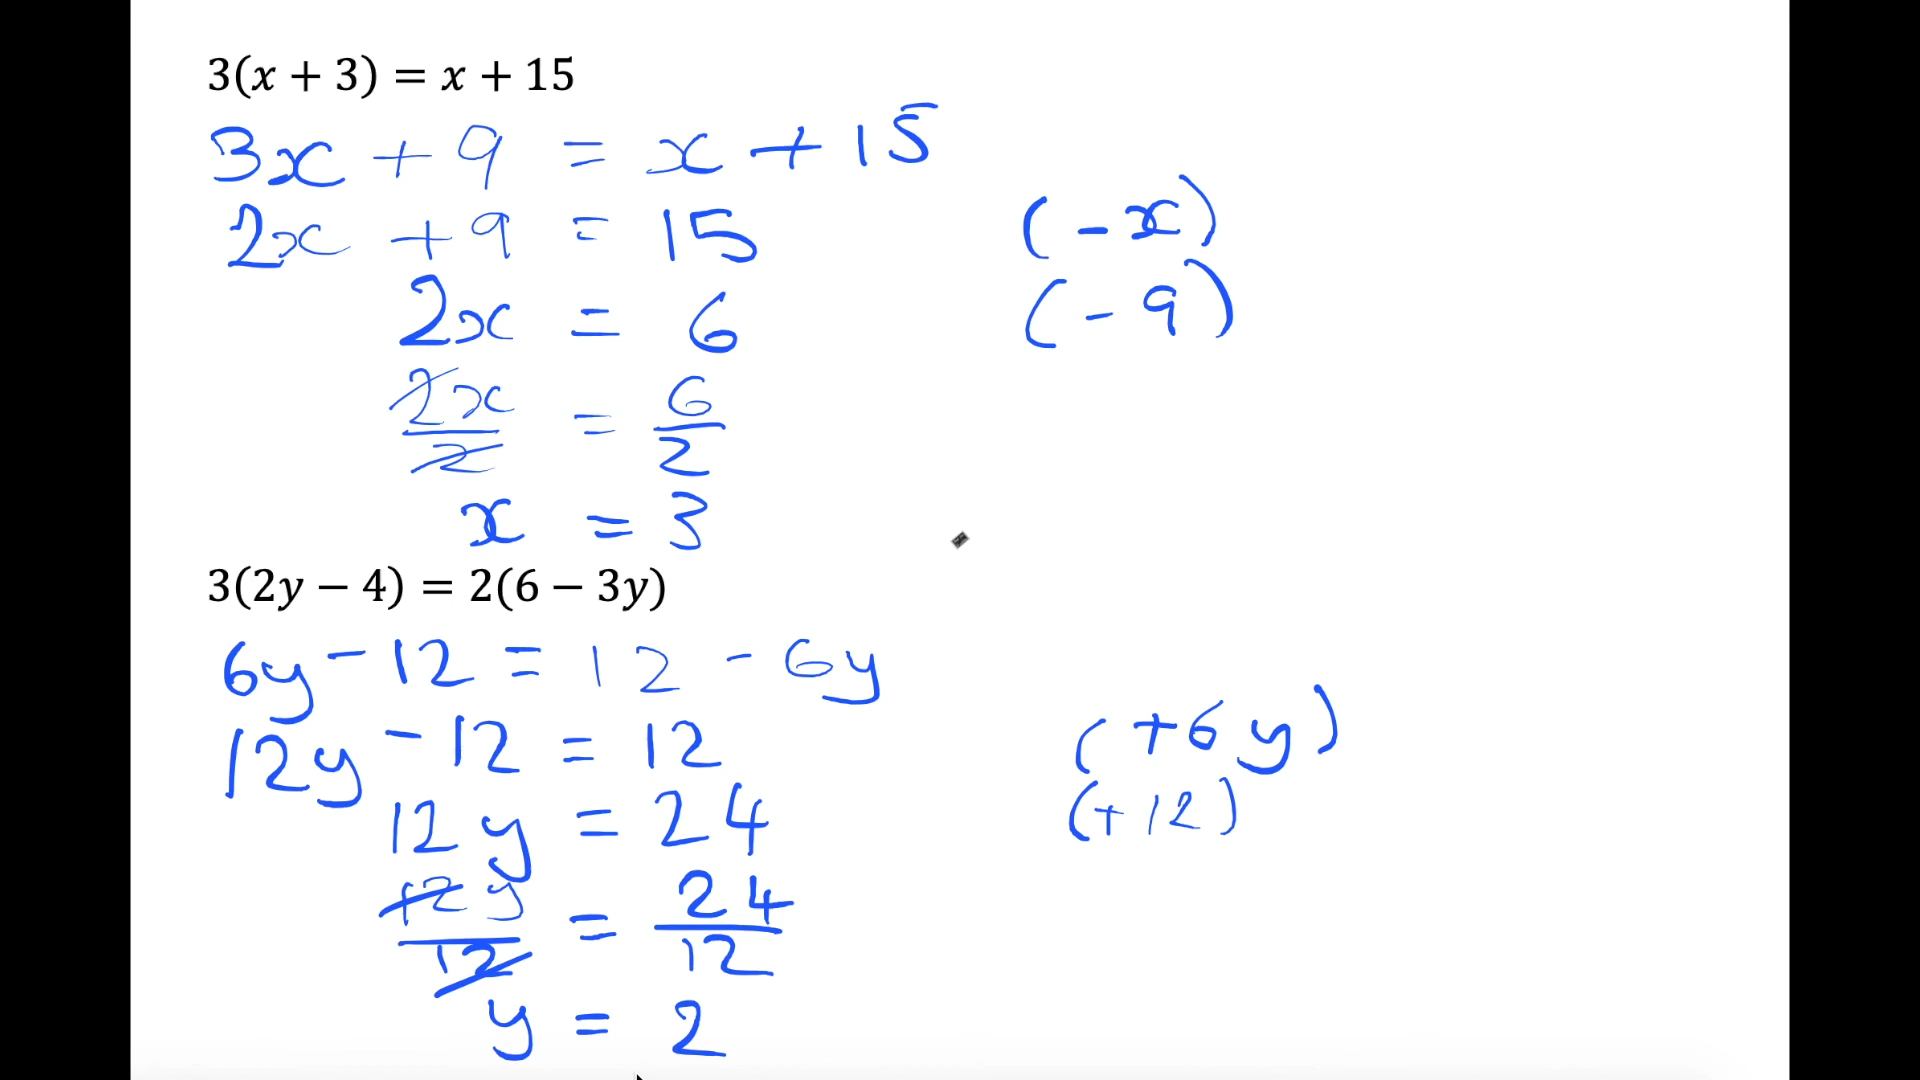 3(x + 3) = x + 15
3x + 9 = x + 15
2x + 9 = 15 (-x)
2x = 6 (-9)
2x/2 = 6/2
x = 3
3(2y − 4) = 2(6 − 3y)
6y - 12 = 12 - 6y
12y - 12 = 12 (+6y)
12y = 24 (+12)
12y/12 = 24/12
y = 2